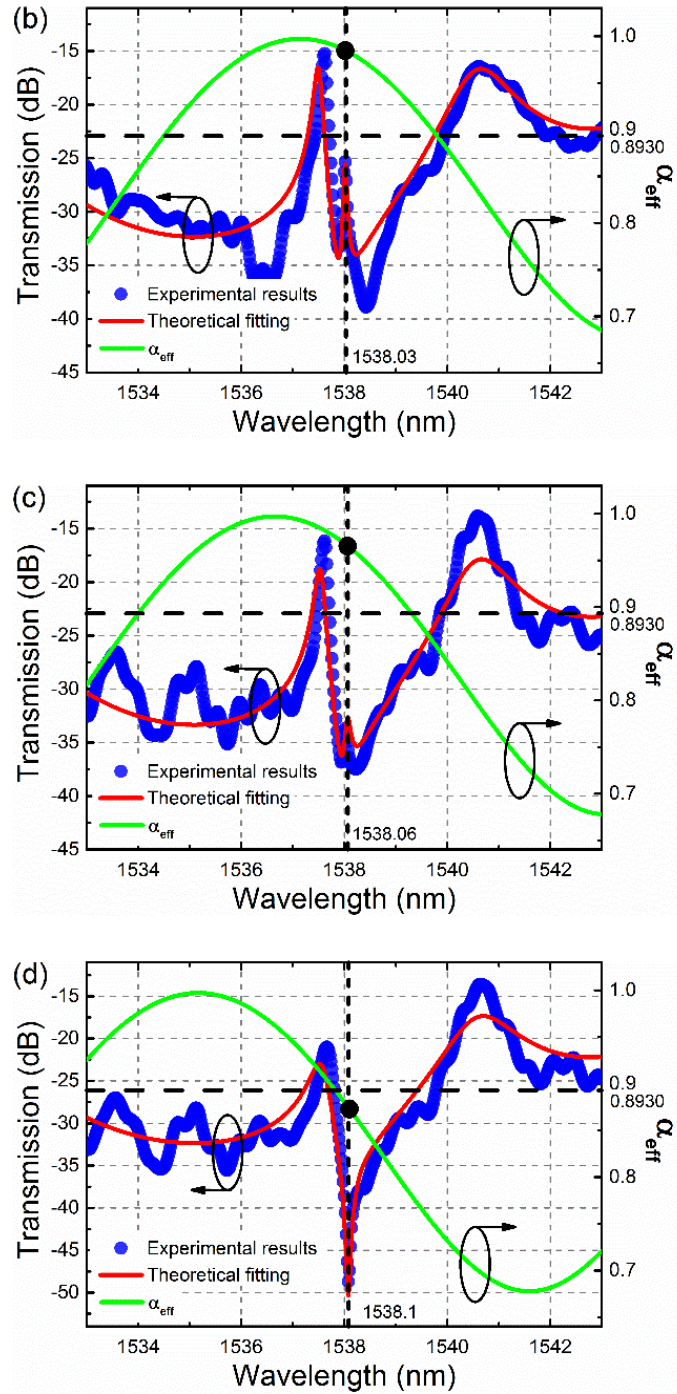 (b)
-15
-20
-25
-30
-35
-40
-45
Transmission (dB)
1.0
0.9
0.8930
0.8
0.7
αeff
Experimental results
Theoretical fitting
αeff
1538.03
1534 1536 1538 1540 1542
Wavelength (nm)
(c)
-15
-20
-25
-30
-35
-40
-45
Transmission (dB)
1.0
0.9
0.8930
0.8
0.7
αeff
Experimental results
Theoretical fitting
αeff
1538.06
1534 1536 1538 1540 1542
Wavelength (nm)
(d)
-15
-20
-25
-30
-35
-40
-45
-50
Transmission (dB)
1.0
0.9
0.8930
0.8
0.7
αeff
Experimental results
Theoretical fitting
αeff
1538.1
1534 1536 1538 1540 1542
Wavelength (nm)